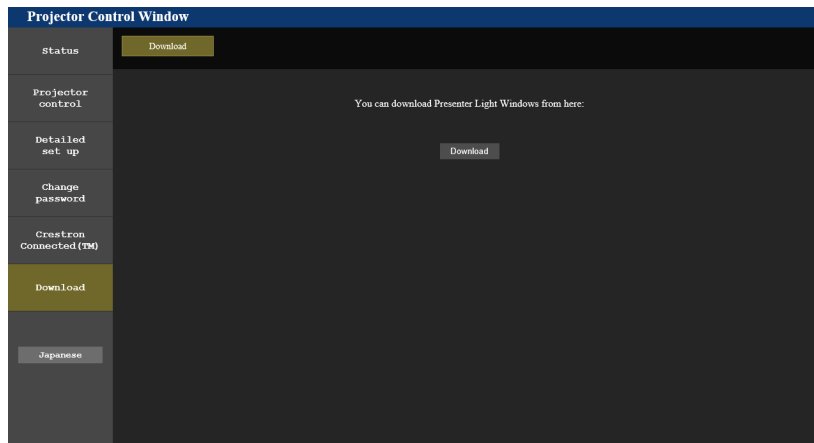 Projector Control Window
Status
Download
Projector
control
You can download Presenter Light Windows from here:
Detailed
set up
Download
Change
password
Crestron
Connected(TM)
Download
Japanese